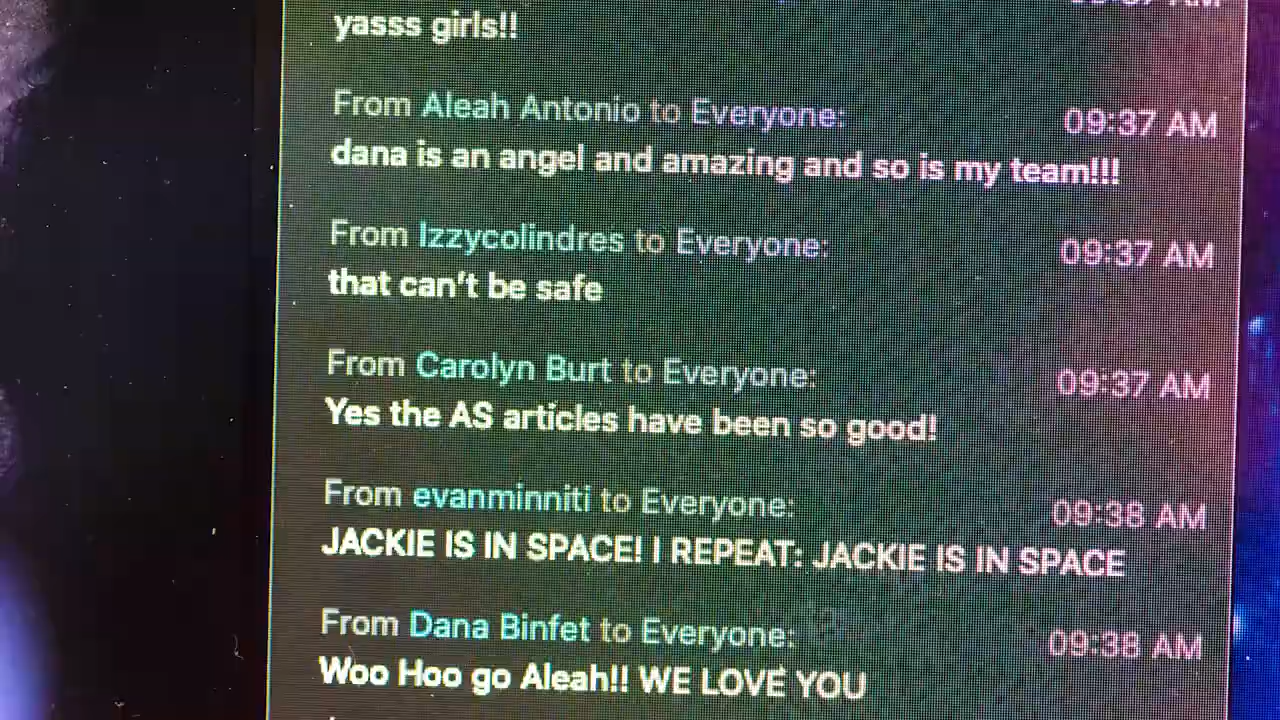 yasss girls!!
From Aleah Antonio to Everyone: 09:37 AM
dana is an angel and amazing and so is my team!!!
From Izzycolindres to Everyone: 09:37 AM
that can't be safe
From Carolyn Burt to Everyone: 09:37 AM
Yes the AS articles have been so good!
From evanminniti to Everyone: 09:38 AM
JACKIE IS IN SPACE! I REPEAT: JACKIE IS IN SPACE
From Dana Binfet to Everyone: 09:38 AM
Woo Hoo go Aleah!! WE LOVE YOU